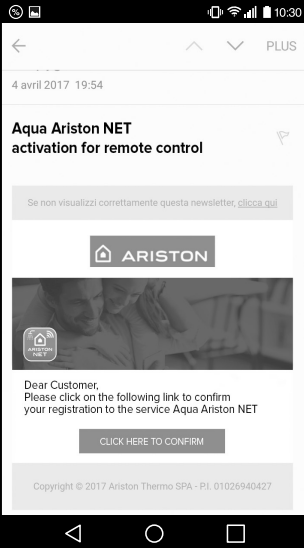 10:30
PLUS
4 avril 2017 19:54
Aqua Ariston NET
activation for remote control
Se non visualizzi correttamente questa newsletter, clicca qui
ARISTON
ARISTON
NET
Dear Customer,
Please click on the following link to confirm
your registration to the service Aqua Ariston NET
CLICK HERE TO CONFIRM
Copyright © 2017 Ariston Thermo SPA - P.I. 01026940427